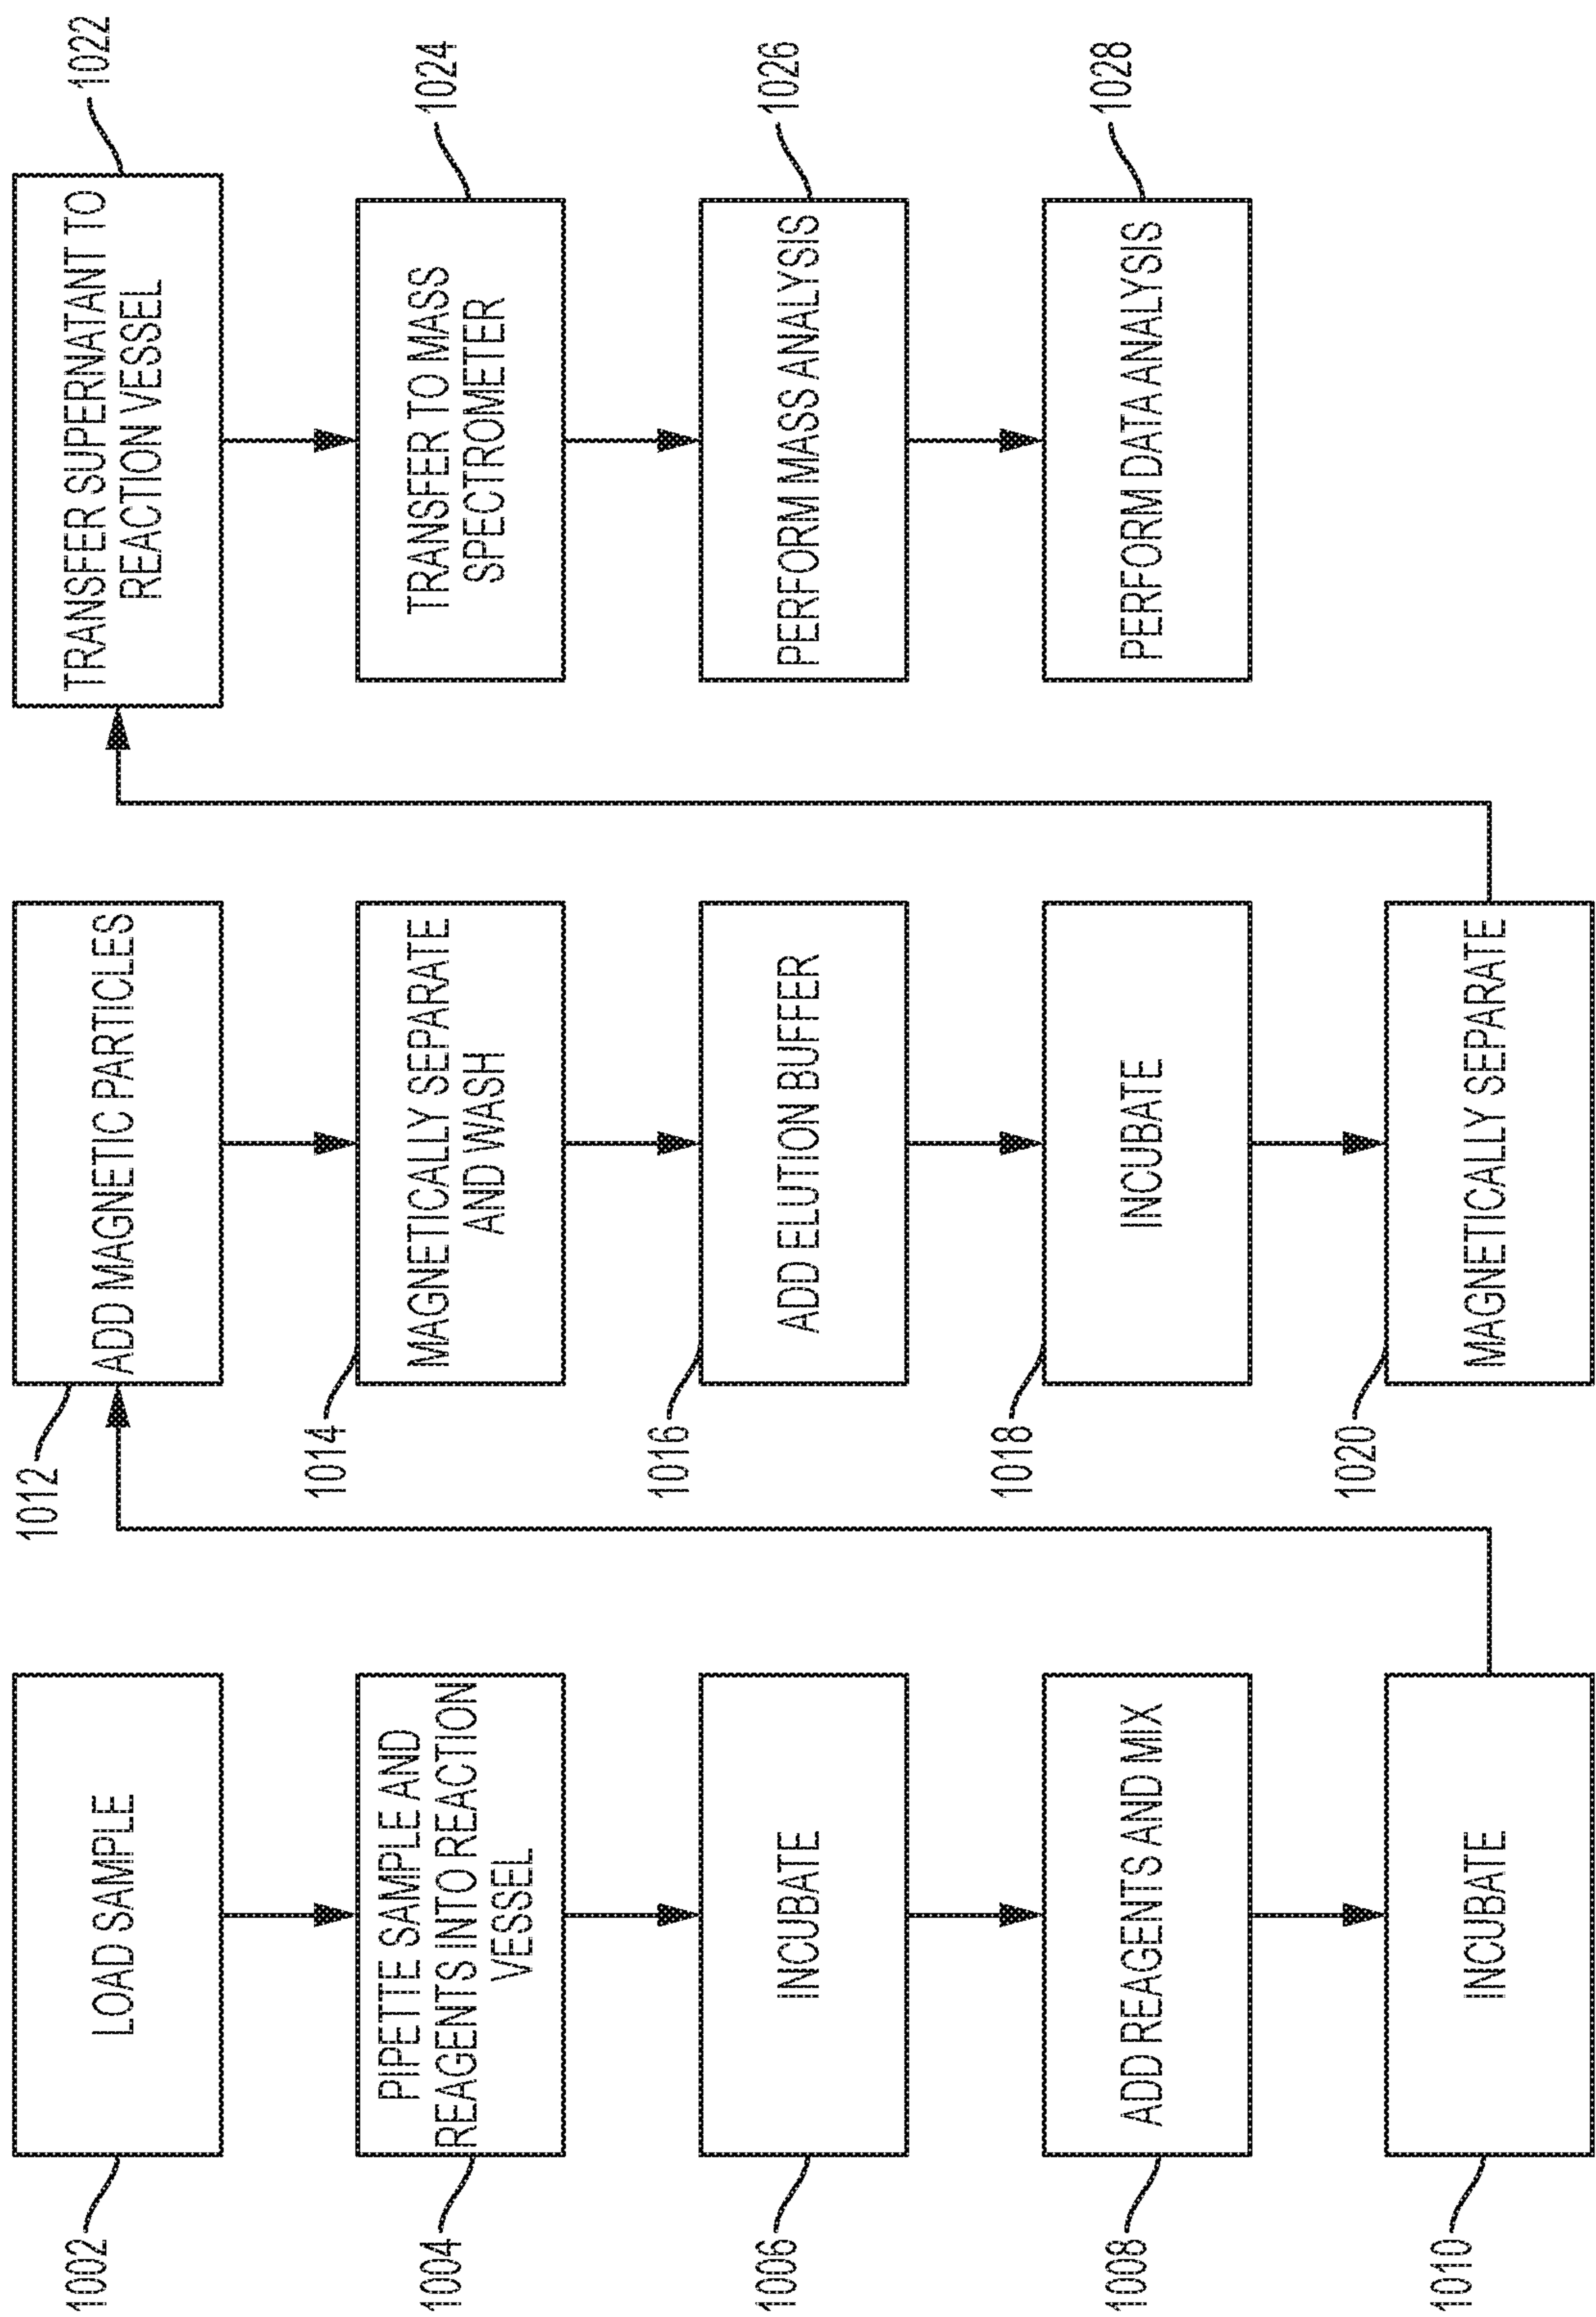 1002
LOAD SAMPLE
1004
PIPETTE SAMPLE AND
REAGENTS INTO REACTION
VESSEL
1006
INCUBATE
1008
ADD REAGENTS AND MIX
1010
INCUBATE
1012
ADD MAGNETIC PARTICLES
1014
MAGNETICALLY SEPARATE
AND WASH
1016
ADD ELUTION BUFFER
1018
INCUBATE
1020
MAGNETICALLY SEPARATE
1022
TRANSFER SUPERNATANT TO
REACTION VESSEL
1024
TRANSFER TO MASS
SPECTROMETER
1026
PERFORM MASS ANALYSIS
1028
PERFORM DATA ANALYSIS